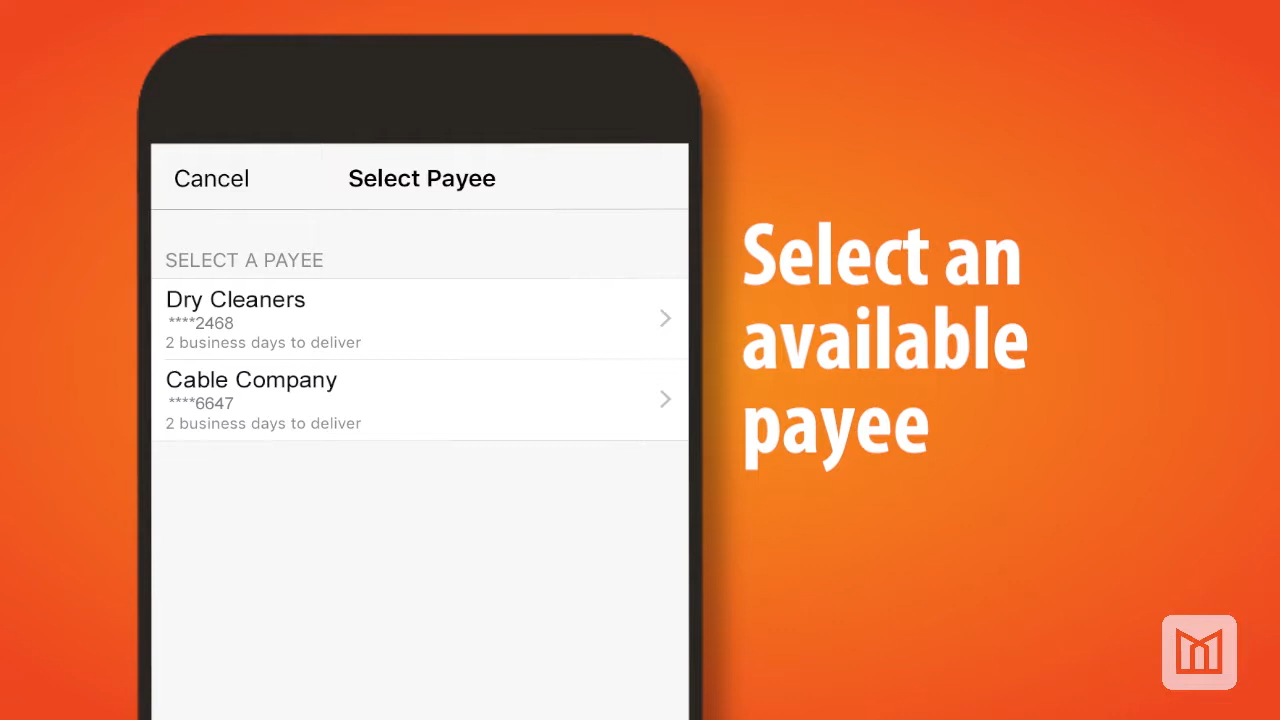 Cancel
Select Payee
SELECT A PAYEE
Dry Cleaners
****2468
2 business days to deliver
Cable Company
****6647
2 business days to deliver
Select an
available
payee